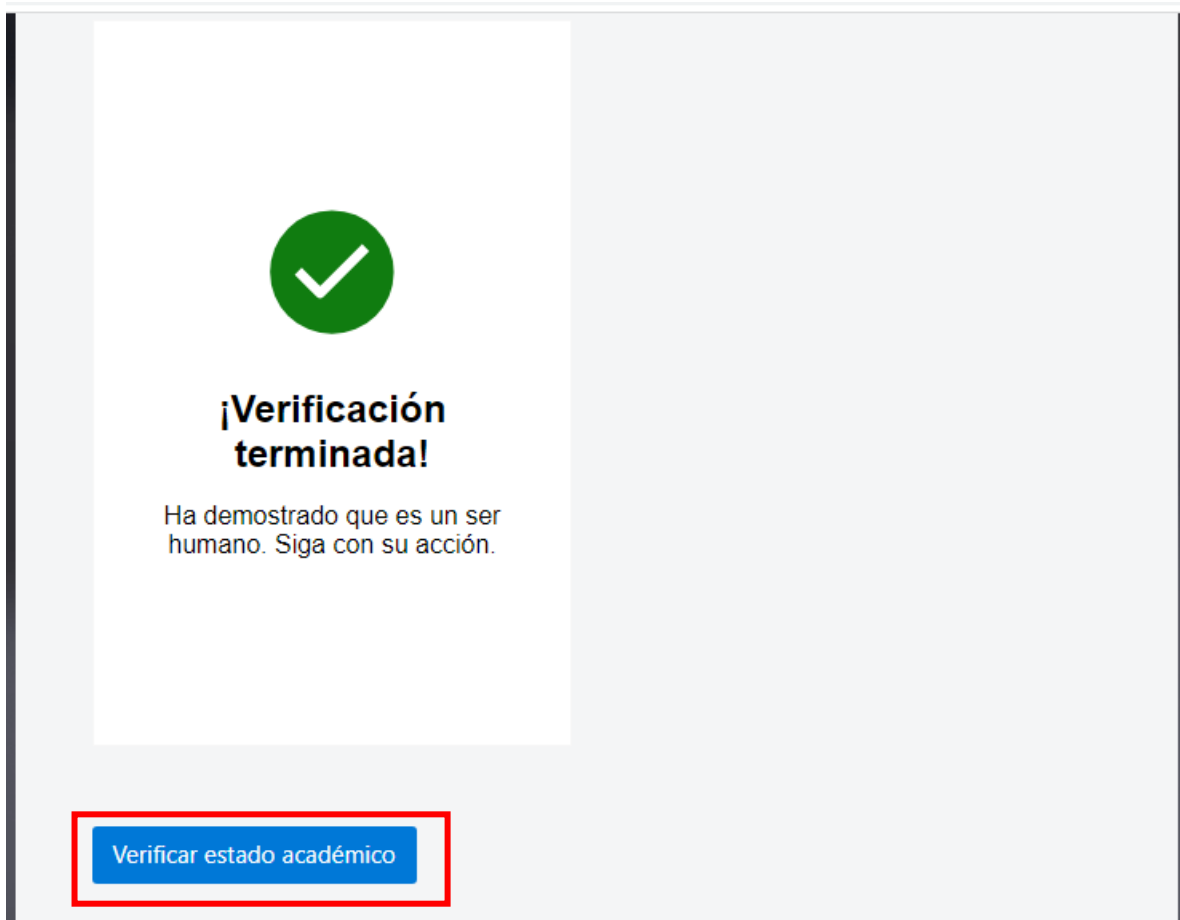 ¡Verificación
terminada!
Ha demostrado que es un ser
humano. Siga con su acción.
Verificar estado académico